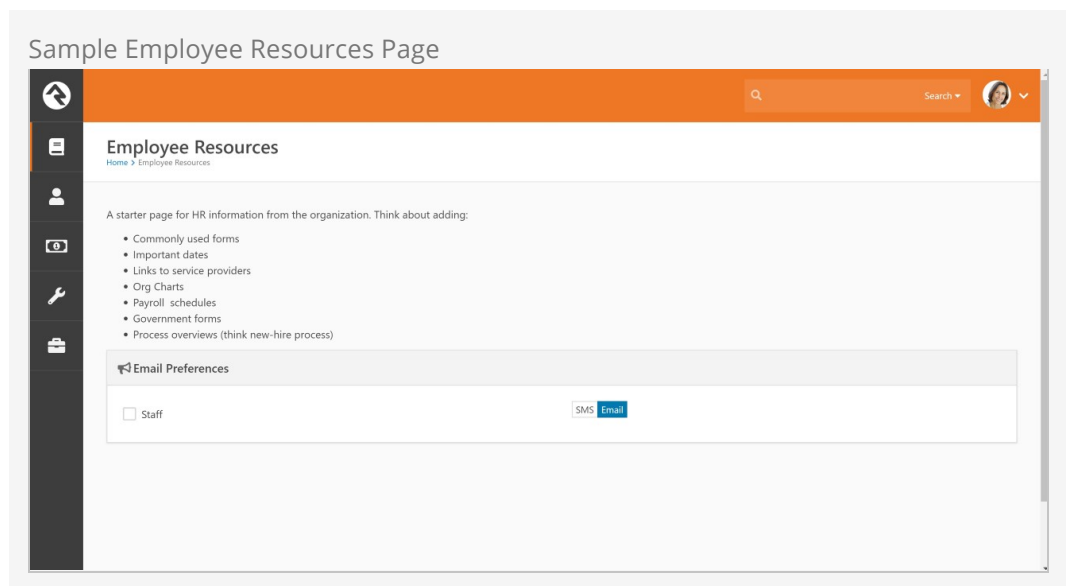 Sample Employee Resources Page
Search
Employee Resources
Home > Employee Resources
A starter page for HR information from the organization. Think about adding:
• Commonly used forms
• Important dates
• Links to service providers
• Org Charts
• Payroll schedules
• Government forms
• Process overviews (think new-hire process)
Email Preferences
Staff SMS Email